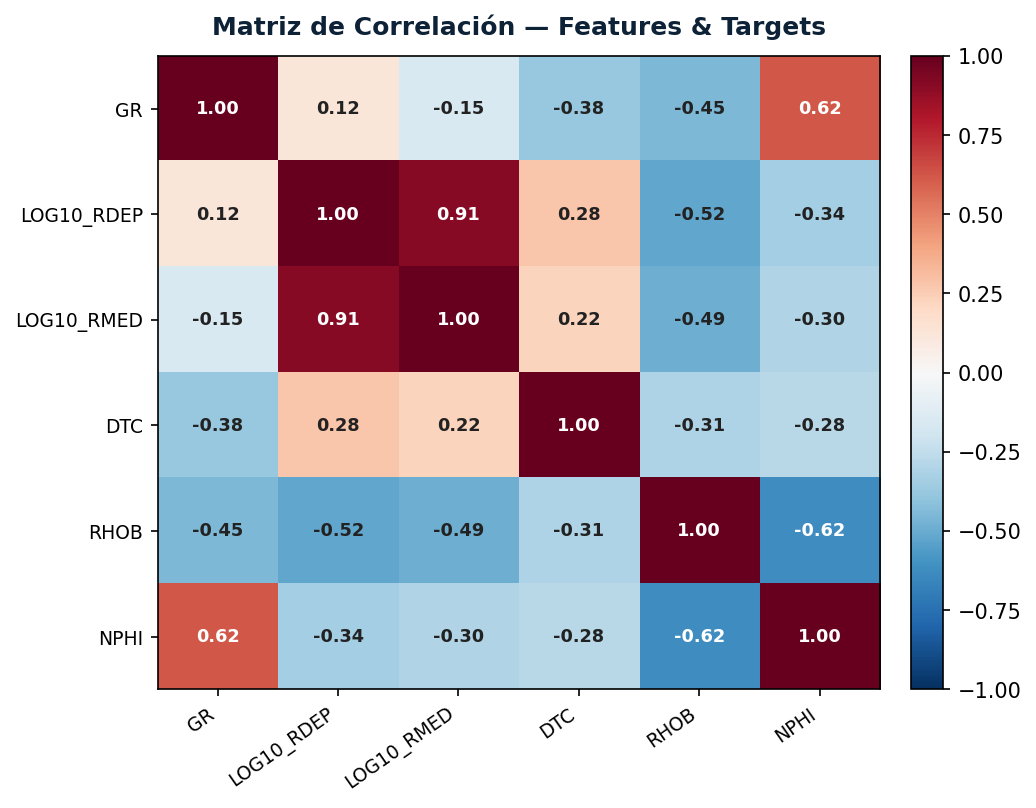 Matriz de Correlación — Features & Targets
GR 1.00 0.12 -0.15 -0.38 -0.45 0.62
LOG10_RDEP 0.12 1.00 0.91 0.28 -0.52 -0.34
LOG10_RMED -0.15 0.91 1.00 0.22 -0.49 -0.30
DTC -0.38 0.28 0.22 1.00 -0.31 -0.28
RHOB -0.45 -0.52 -0.49 -0.31 1.00 -0.62
NPHI 0.62 -0.34 -0.30 -0.28 -0.62 1.00
GR LOG10_RDEP LOG10_RMED DTC RHOB NPHI
1.00
0.75
0.50
0.25
0.00
−0.25
−0.50
−0.75
−1.00